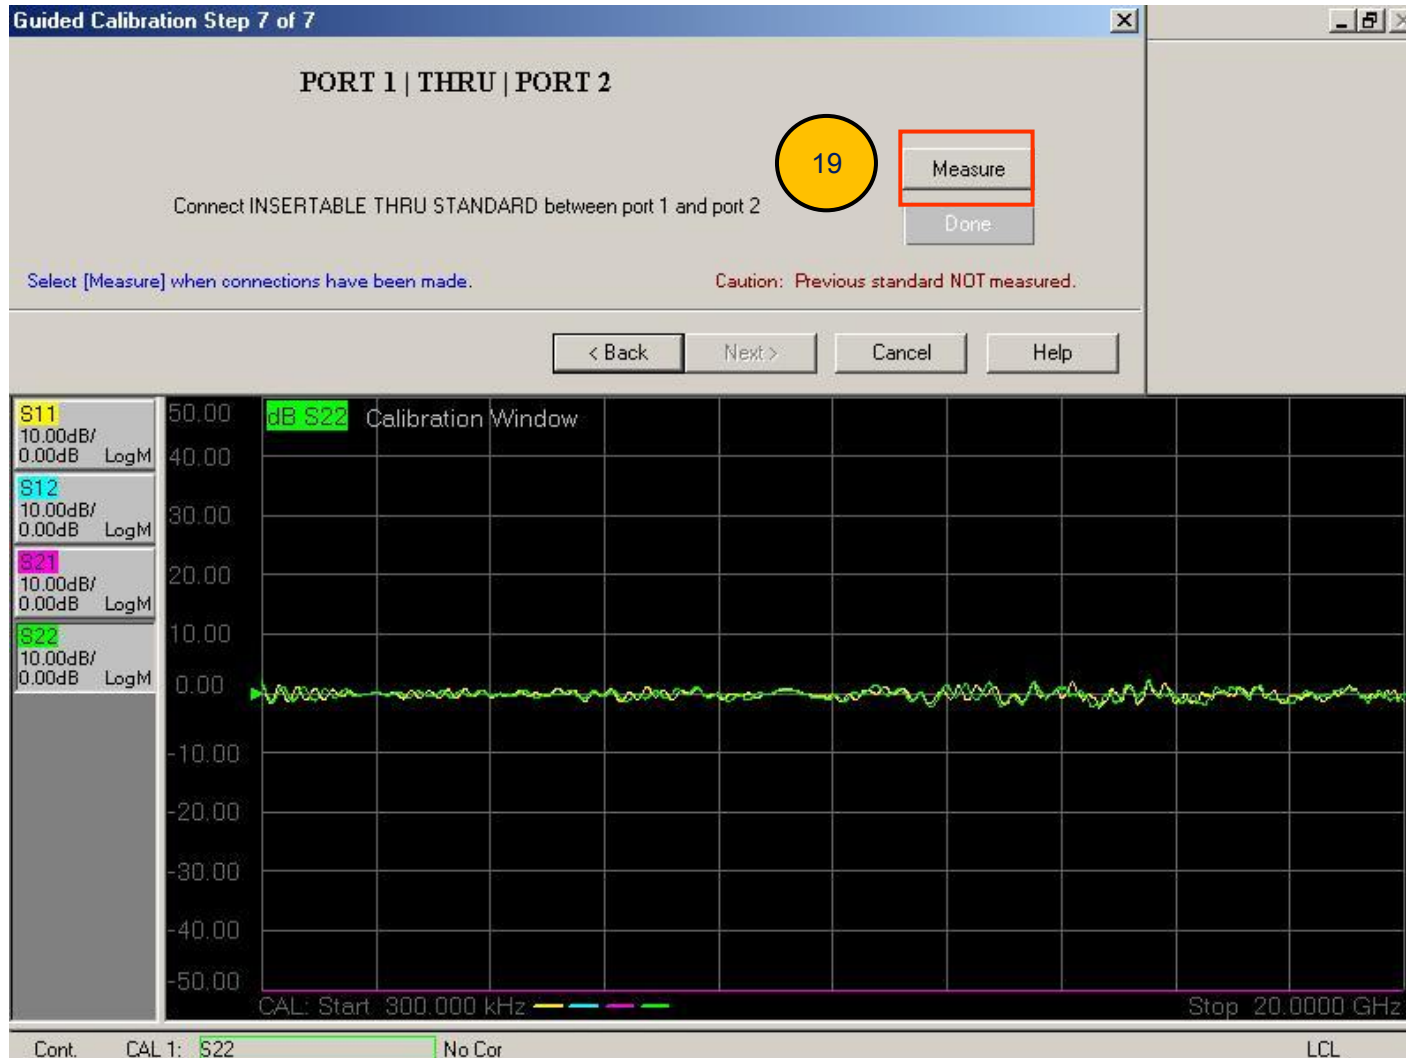 Guided Calibration Step 7 of 7
PORT 1 | THRU | PORT 2
19
Measure
Connect INSERTABLE THRU STANDARD between port 1 and port 2
Done
Select [Measure] when connections have been made.
Caution: Previous standard NOT measured.
< Back
Next >
Cancel
Help
S11
10.00dB/
0.00dB LogM
S12
10.00dB/
0.00dB LogM
S21
10.00dB/
0.00dB LogM
S22
10.00dB/
0.00dB LogM
dB S22 Calibration Window
50.00
40.00
30.00
20.00
10.00
0.00
-10.00
-20.00
-30.00
-40.00
-50.00
CAL: Start 300.000 kHz
Stop 20.0000 GHz
Cont. CAL 1: S22 No Cor LCL